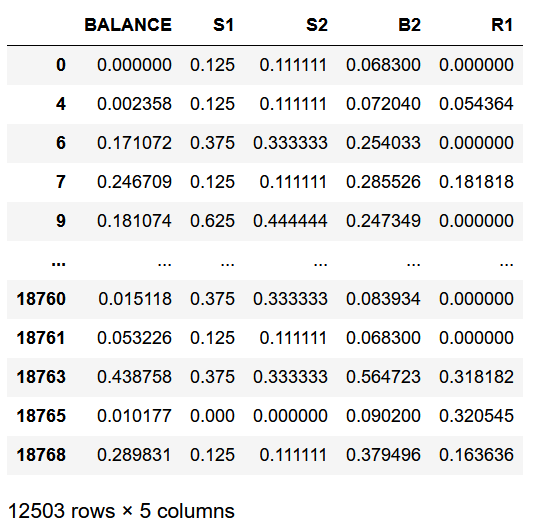 BALANCE S1 S2 B2 R1
0 0.000000 0.125 0.111111 0.068300 0.000000
4 0.002358 0.125 0.111111 0.072040 0.054364
6 0.171072 0.375 0.333333 0.254033 0.000000
7 0.246709 0.125 0.111111 0.285526 0.181818
9 0.181074 0.625 0.444444 0.247349 0.000000
... ... ... ... ... ...
18760 0.015118 0.375 0.333333 0.083934 0.000000
18761 0.053226 0.125 0.111111 0.068300 0.000000
18763 0.438758 0.375 0.333333 0.564723 0.318182
18765 0.010177 0.000 0.000000 0.090200 0.320545
18768 0.289831 0.125 0.111111 0.379496 0.163636
12503 rows × 5 columns